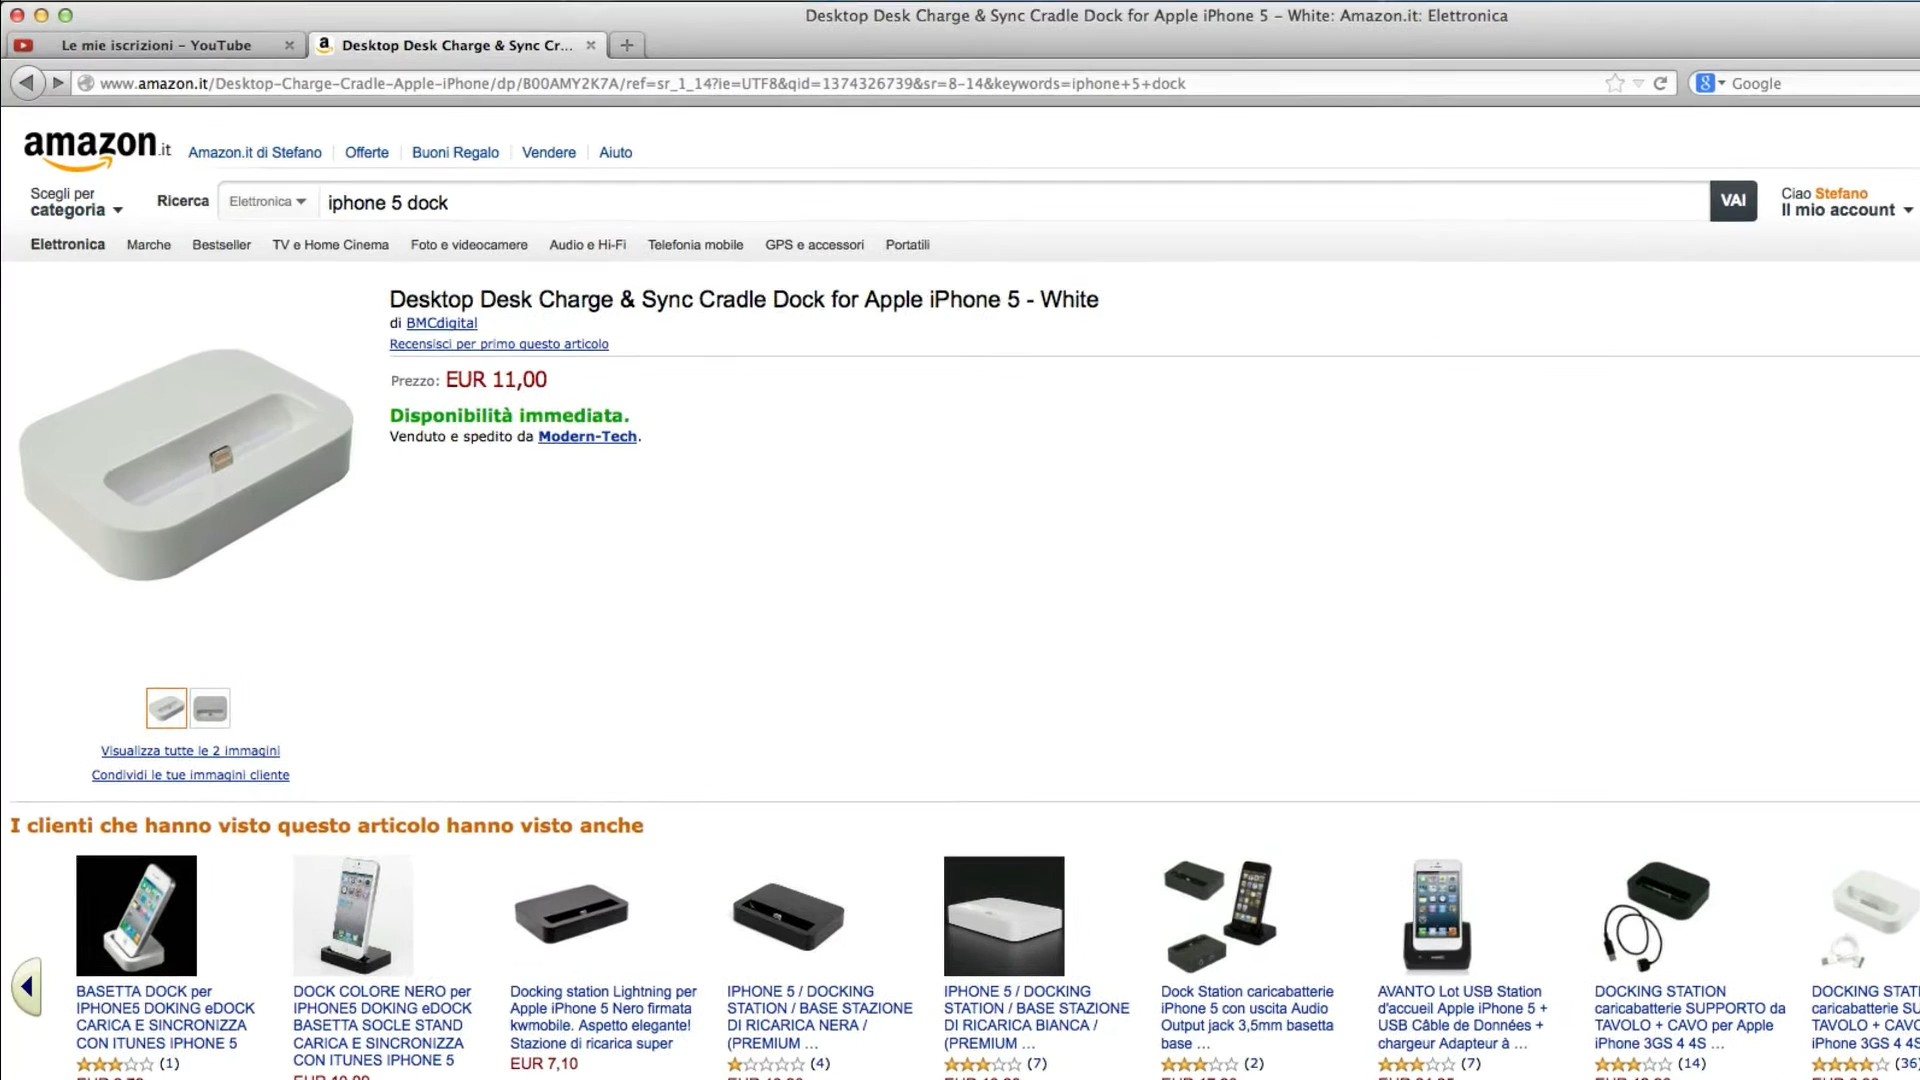 Desktop Desk Charge & Sync Cradle Dock for Apple iPhone 5 – White: Amazon.it: Elettronica
Le mie iscrizioni – YouTube
Desktop Desk Charge & Sync Cr...
www.amazon.it/Desktop-Charge-Cradle-Apple-iPhone/dp/B00AMY2K7A/ref=sr_1_14?ie=UTF8&qid=1374326739&sr=8-14&keywords=iphone+5+dock
Google
amazon.it
Amazon.it di Stefano
Offerte
Buoni Regalo
Vendere
Aiuto
Scegli per
categoria
Ricerca
Elettronica
iphone 5 dock
VAI
Ciao Stefano
Il mio account
Elettronica
Marche
Bestseller
TV e Home Cinema
Foto e videocamere
Audio e Hi-Fi
Telefonia mobile
GPS e accessori
Portatili
Desktop Desk Charge & Sync Cradle Dock for Apple iPhone 5 - White
di BMCdigital
Recensisci per primo questo articolo
Prezzo: EUR 11,00
Disponibilità immediata.
Venduto e spedito da Modern-Tech.
Visualizza tutte le 2 immagini
Condividi le tue immagini cliente
I clienti che hanno visto questo articolo hanno visto anche
BASETTA DOCK per
IPHONE5 DOKING eDOCK
CARICA E SINCRONIZZA
CON ITUNES IPHONE 5
(1)
DOCK COLORE NERO per
IPHONE5 DOKING eDOCK
BASETTA SOCLE STAND
CARICA E SINCRONIZZA
CON ITUNES IPHONE 5
Docking station Lightning per
Apple iPhone 5 Nero firmata
kwmobile. Aspetto elegante!
Stazione di ricarica super
EUR 7,10
IPHONE 5 / DOCKING
STATION / BASE STAZIONE
DI RICARICA NERA /
(PREMIUM ...
(4)
IPHONE 5 / DOCKING
STATION / BASE STAZIONE
DI RICARICA BIANCA /
(PREMIUM ...
(7)
Dock Station caricabatterie
iPhone 5 con uscita Audio
Output jack 3,5mm basetta
base ...
(2)
AVANTO Lot USB Station
d'accueil Apple iPhone 5 +
USB Câble de Données +
chargeur Adapteur à ...
(7)
DOCKING STATION
caricabatterie SUPPORTO da
TAVOLO + CAVO per Apple
iPhone 3GS 4 4S ...
(14)
DOCKING STATI
caricabatterie SU
TAVOLO + CAVO
iPhone 3GS 4 4S
(36